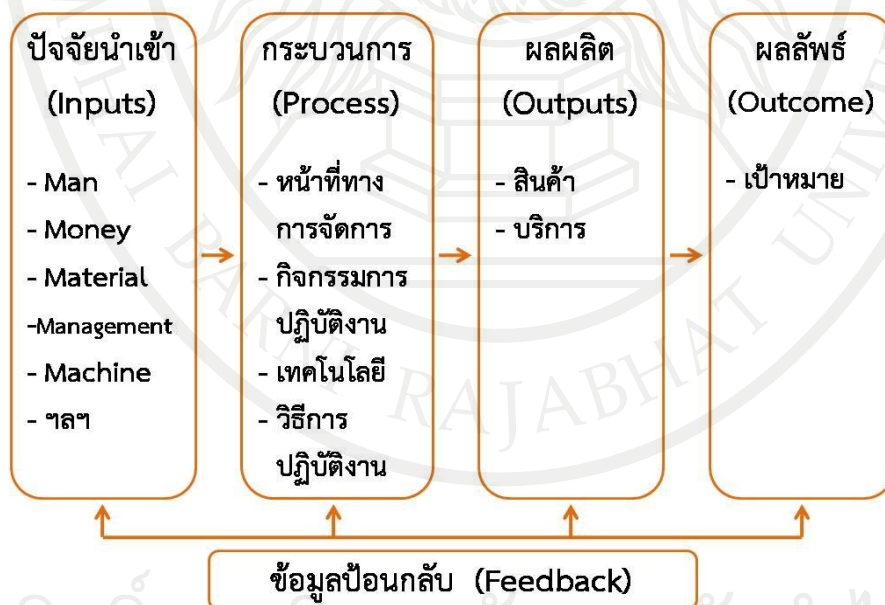 ปัจจัยนำเข้า
(Inputs)
- Man
- Money
- Material
-Management
- Machine
- ฯลฯ
กระบวนการ
(Process)
- หน้าที่ทาง
การจัดการ
- กิจกรรมการ
ปฏิบัติงาน
- เทคโนโลยี
- วิธีการ
ปฏิบัติงาน
ผลผลิต
(Outputs)
- สินค้า
- บริการ
ผลลัพธ์
(Outcome)
- เป้าหมาย
ข้อมูลป้อนกลับ (Feedback)
RAJABHAT